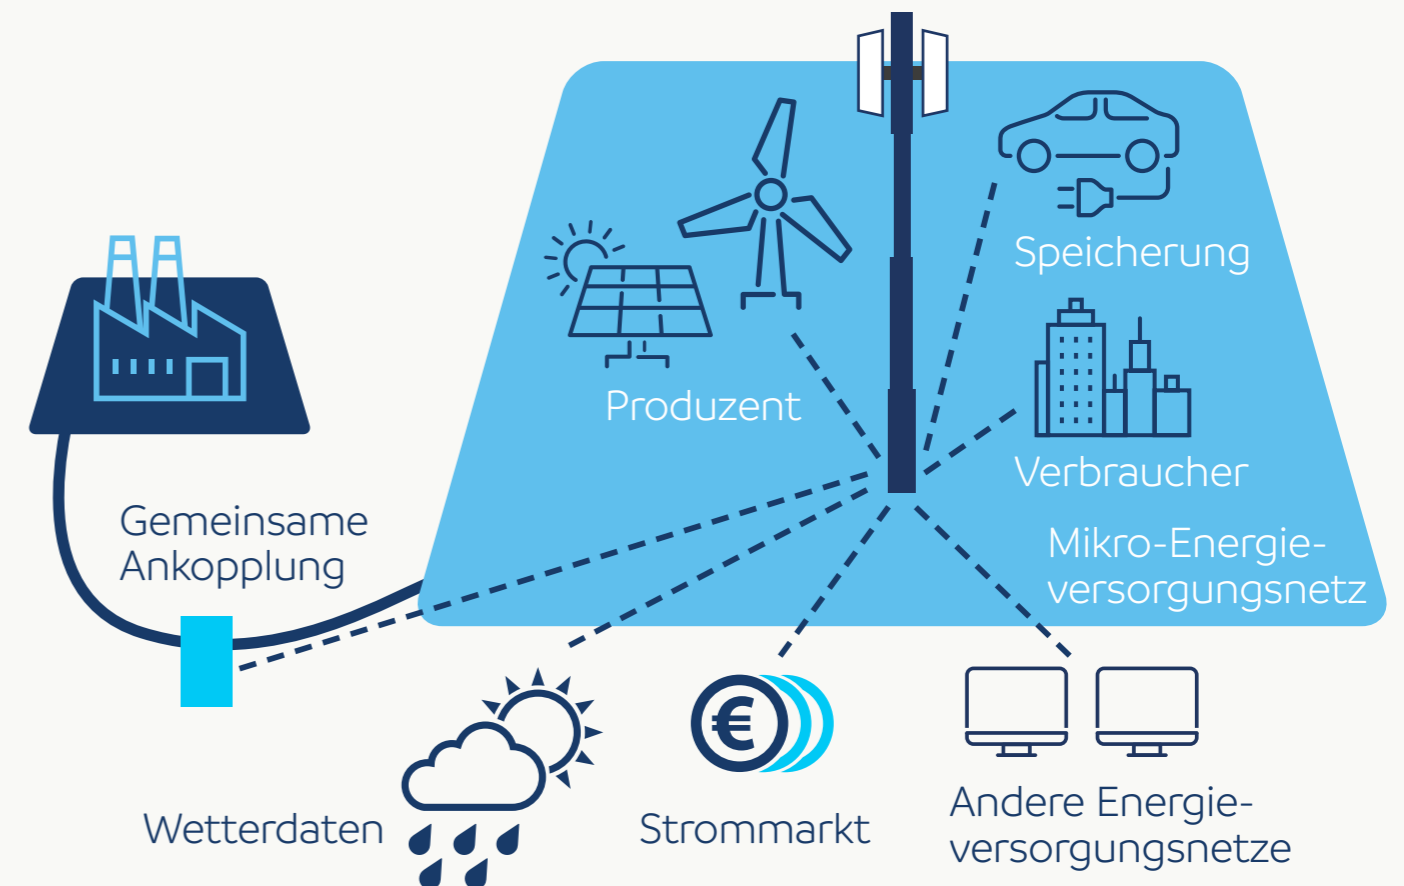 Speicherung
Produzent
Verbraucher
Gemeinsame
Ankopplung
Mikro-Energie-
versorgungsnetz
€
Wetterdaten
Strommarkt
Andere Energie-
versorgungsnetze